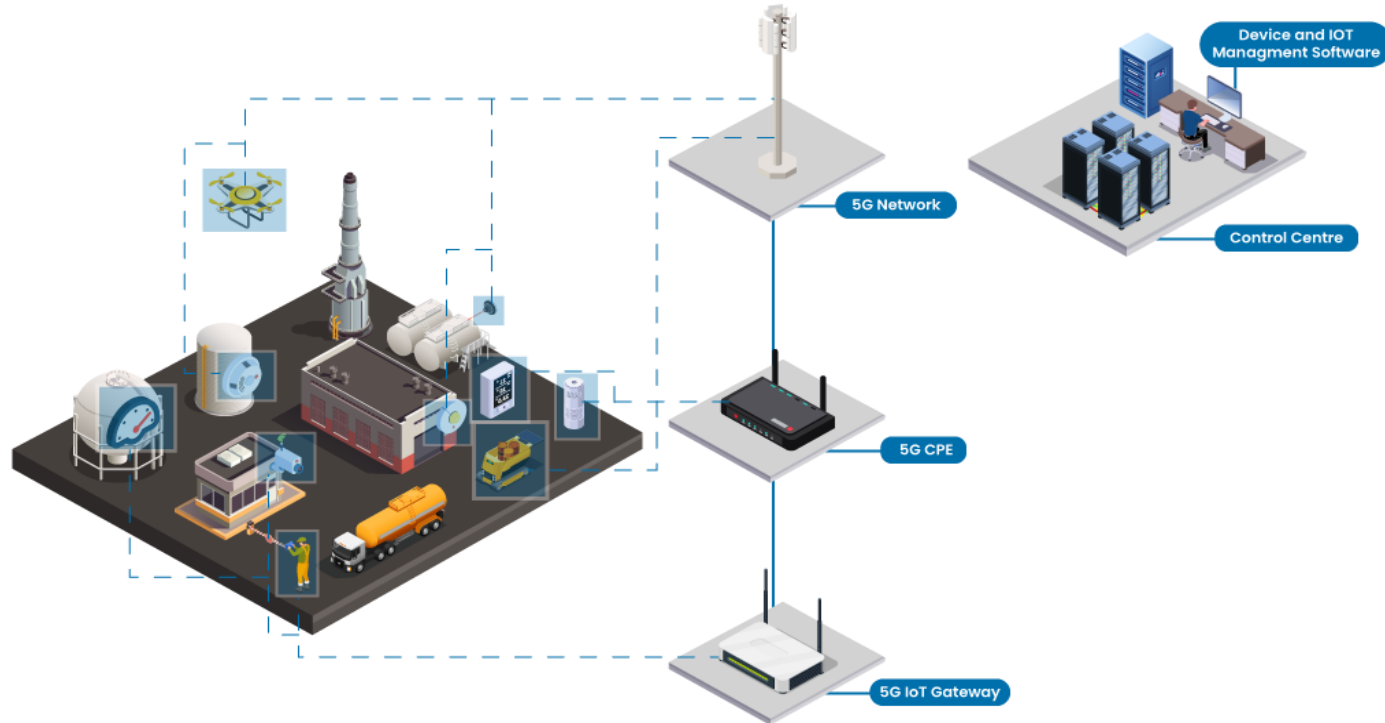 Device and IOT
Managment Software
5G Network
Control Centre
5G CPE
5G IoT Gateway